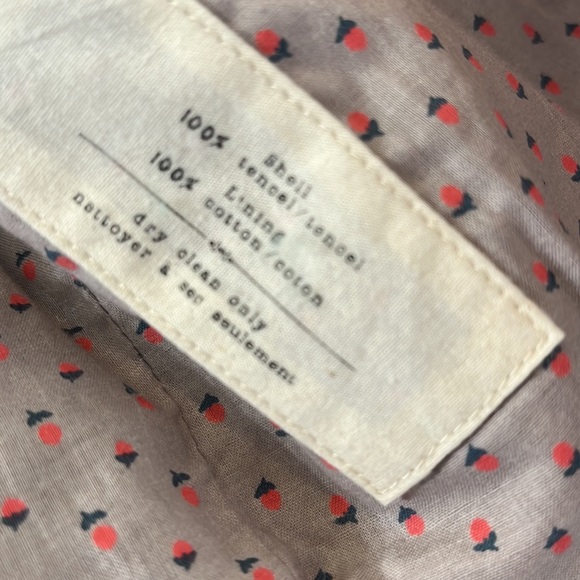 Shell
100% tencel/tencel
Lining
100% cotton/coton
dry clean only
nettoyer à sec seulement